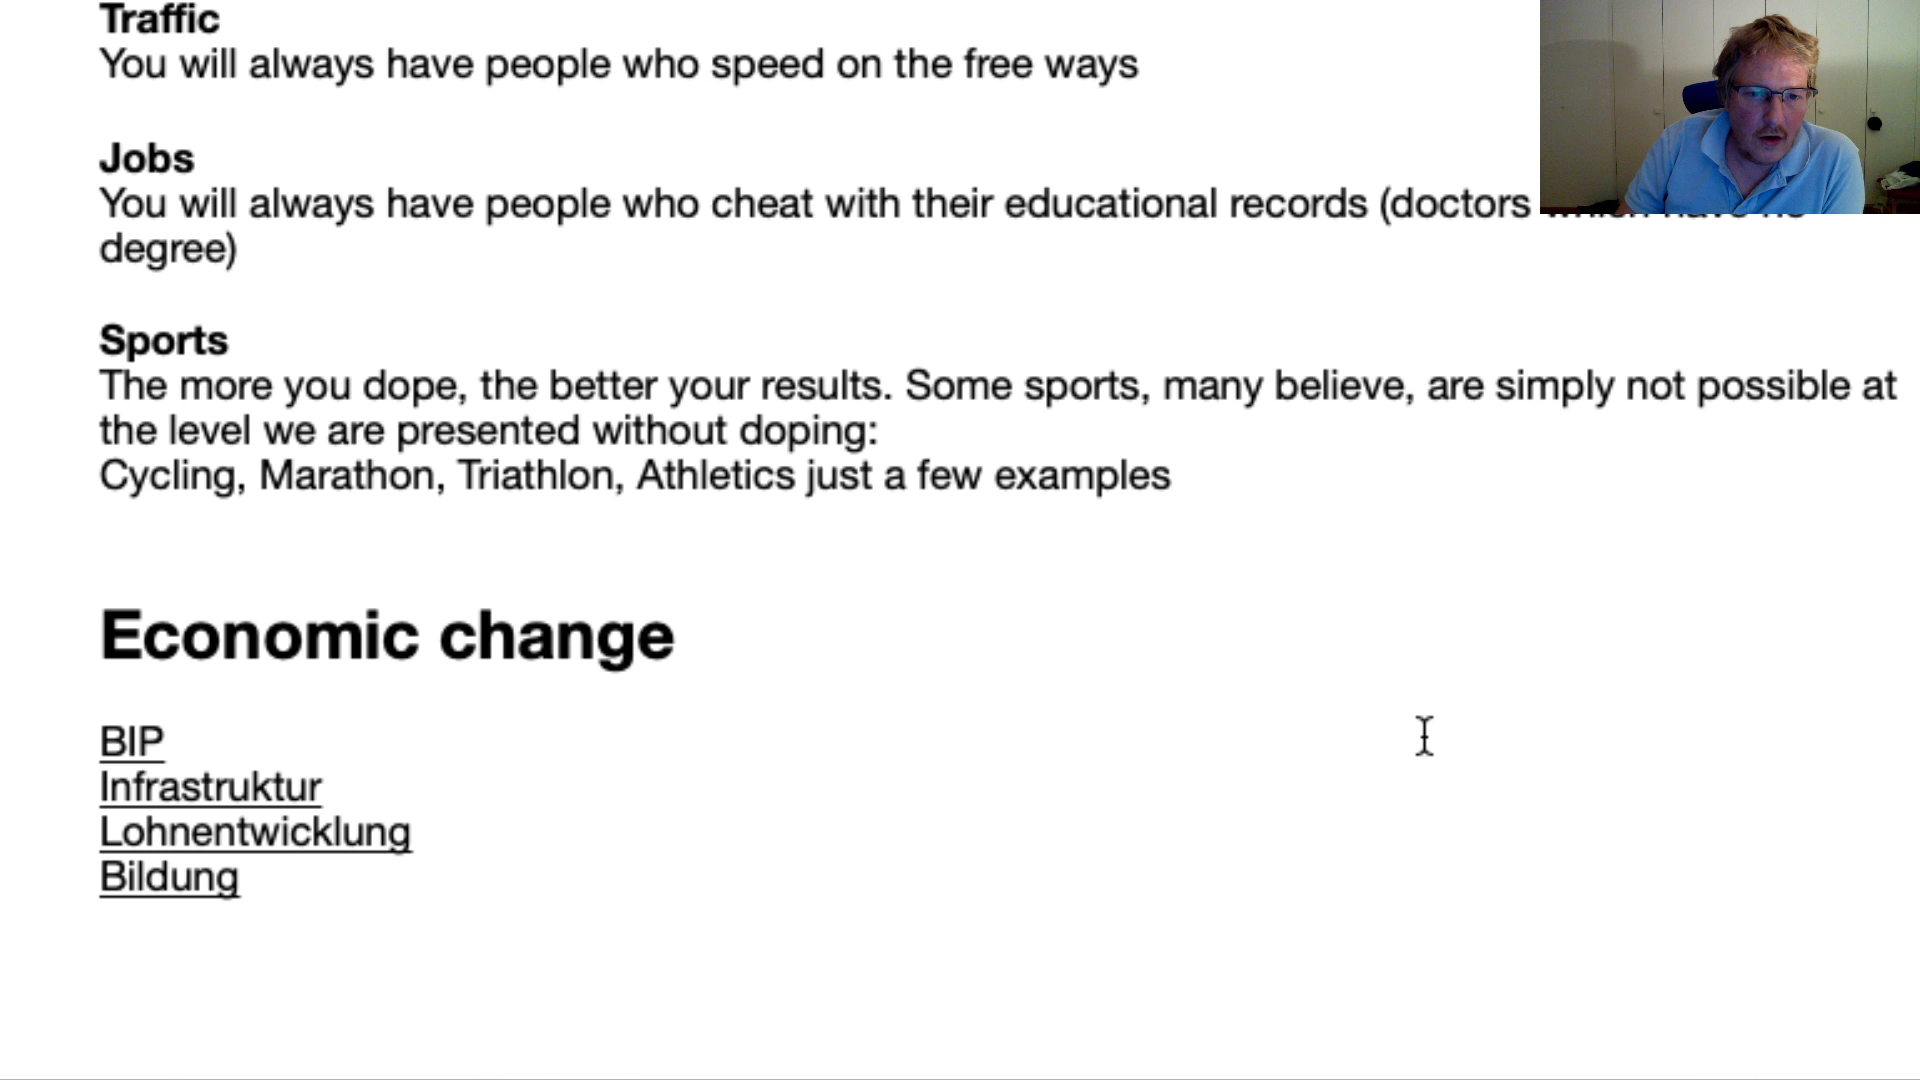 Traffic
You will always have people who speed on the free ways
Jobs
You will always have people who cheat with their educational records (doctors
degree)
Sports
The more you dope, the better your results. Some sports, many believe, are simply not possible at
the level we are presented without doping:
Cycling, Marathon, Triathlon, Athletics just a few examples
Economic change
BIP
Infrastruktur
Lohnentwicklung
Bildung